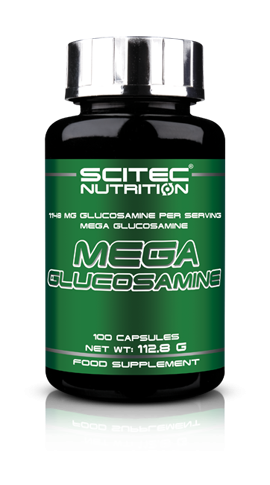 SCITEC
NUTRITION
1148 MG GLUCOSAMINE PER SERVING
MEGA GLUCOSAMINE
MEGA
GLUCOSAMINE
100 CAPSULES
NET WT: 112.8 G
FOOD SUPPLEMENT